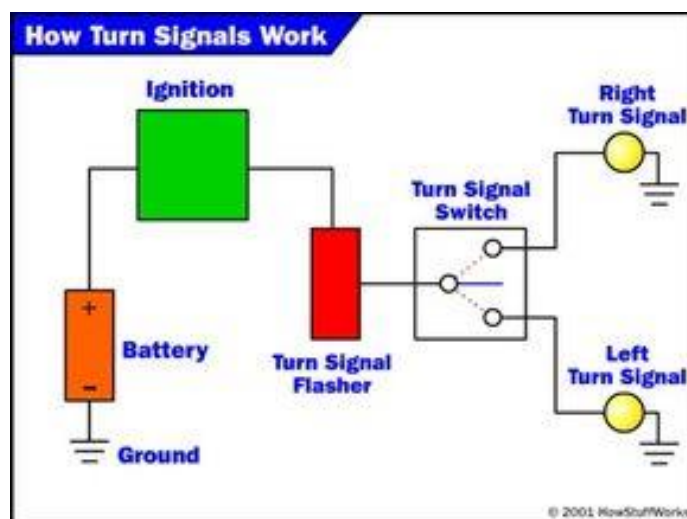 How Turn Signals Work
Ignition
Right
Turn Signal
Turn Signal
Switch
+
Battery
-
Turn Signal
Flasher
Left
Turn Signal
Ground
© 2001 HowStuffWorks